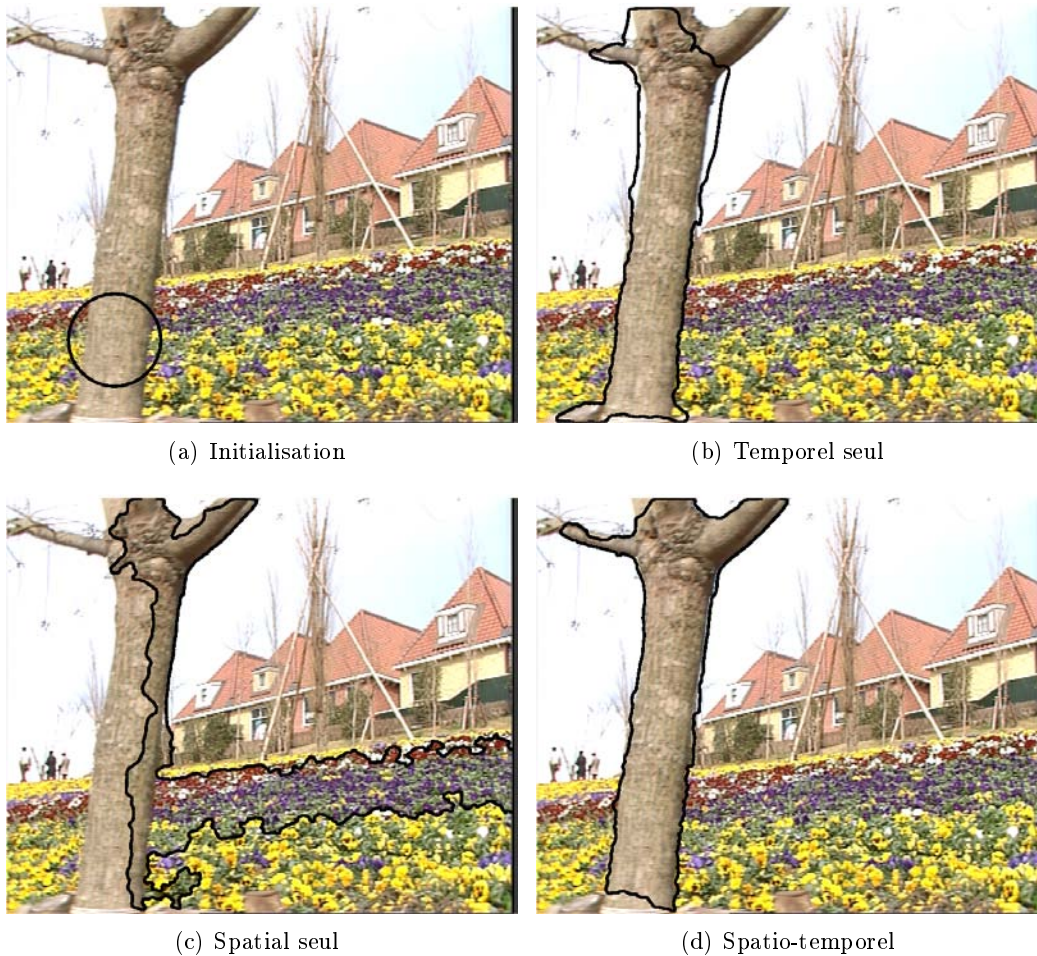 (a) Initialisation
(b) Temporel seul
(c) Spatial seul
(d) Spatio-temporel